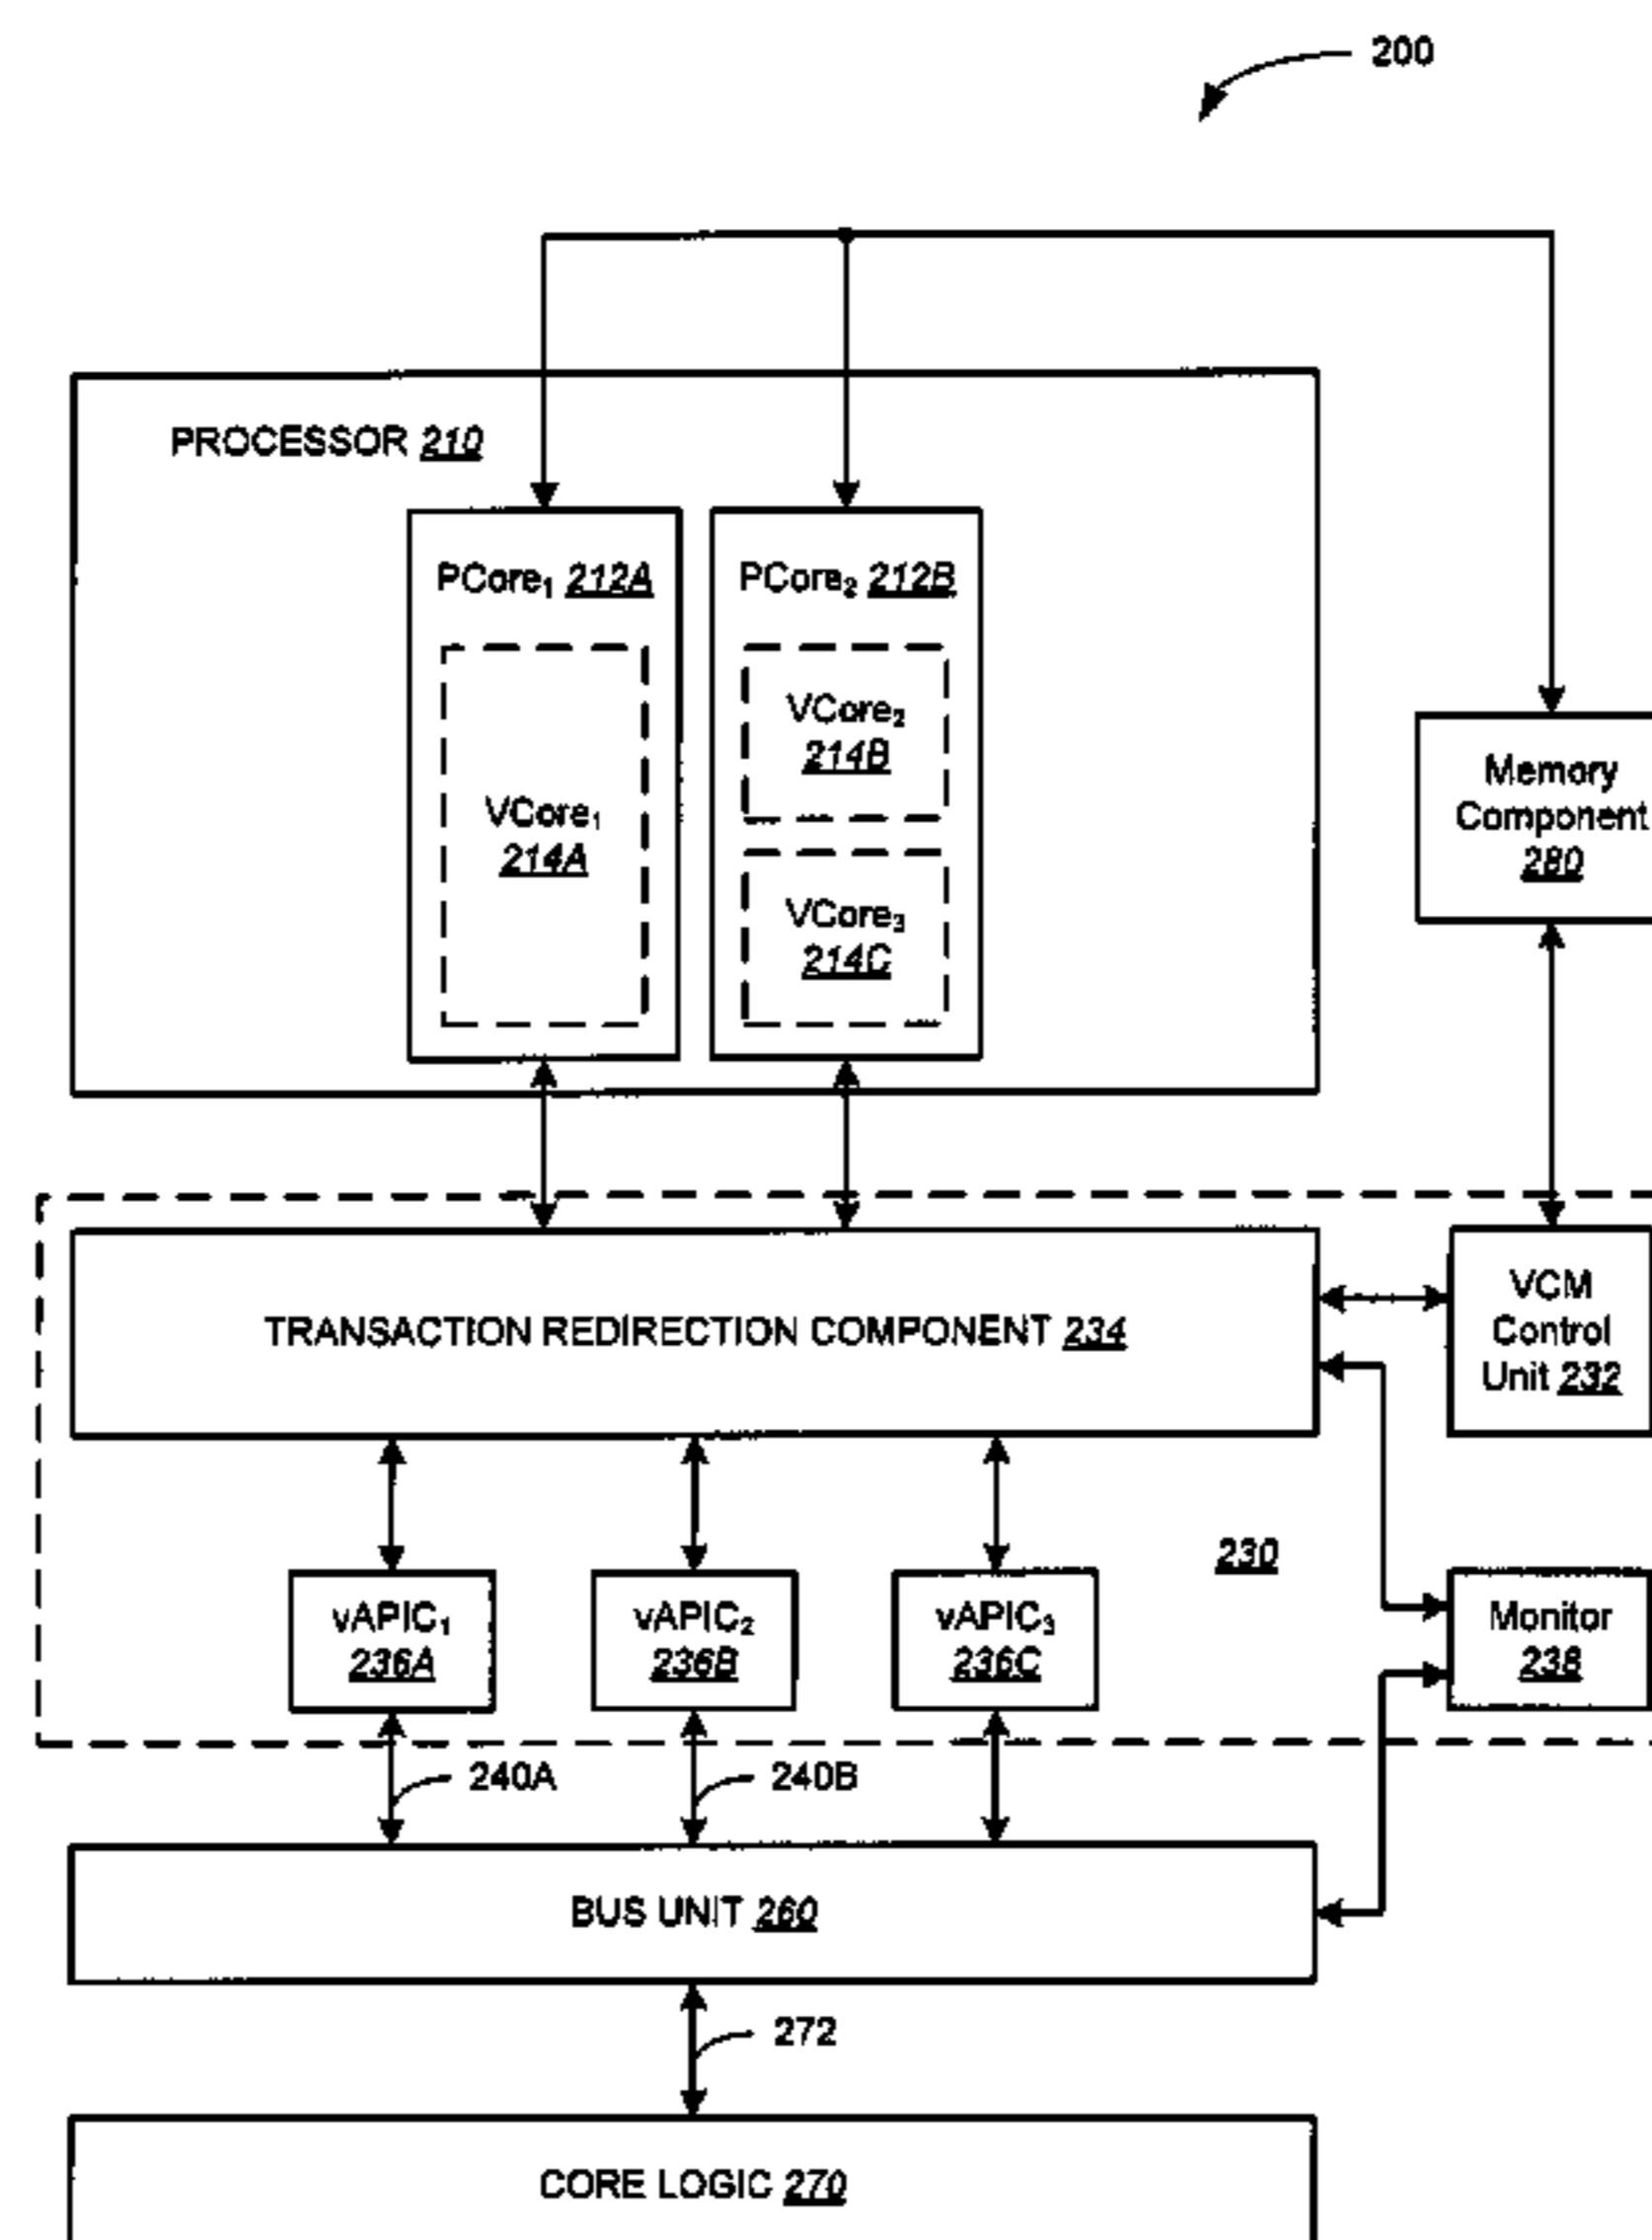 200
PROCESSOR 210
PCore₁ 212A
PCore₂ 212B
VCore₁
214A
VCore₂
214B
VCore₃
214C
Memory
Component
280
TRANSACTION REDIRECTION COMPONENT 234
VCM
Control
Unit 232
230
vAPIC₁
236A
vAPIC₂
236B
vAPIC₃
236C
Monitor
238
240A
240B
BUS UNIT 260
272
CORE LOGIC 270